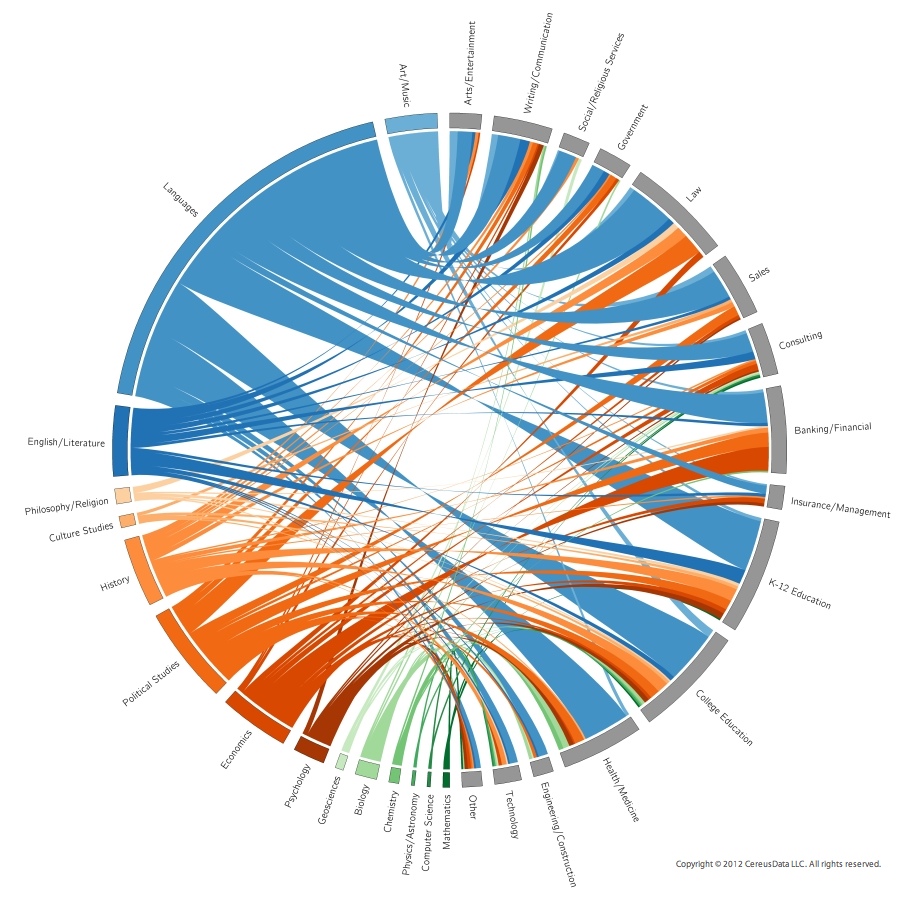 Art/Music
Arts/Entertainment
Writing/Communication
Social/Religious Services
Government
Law
Sales
Consulting
Banking/Financial
Insurance/Management
K-12 Education
College Education
Health/Medicine
Engineering/Construction
Technology
Other
Mathematics
Computer Science
Physics/Astronomy
Chemistry
Biology
Geosciences
Psychology
Economics
Political Studies
History
Culture Studies
Philosophy/Religion
English/Literature
Languages
Copyright © 2012 CereusData LLC. All rights reserved.